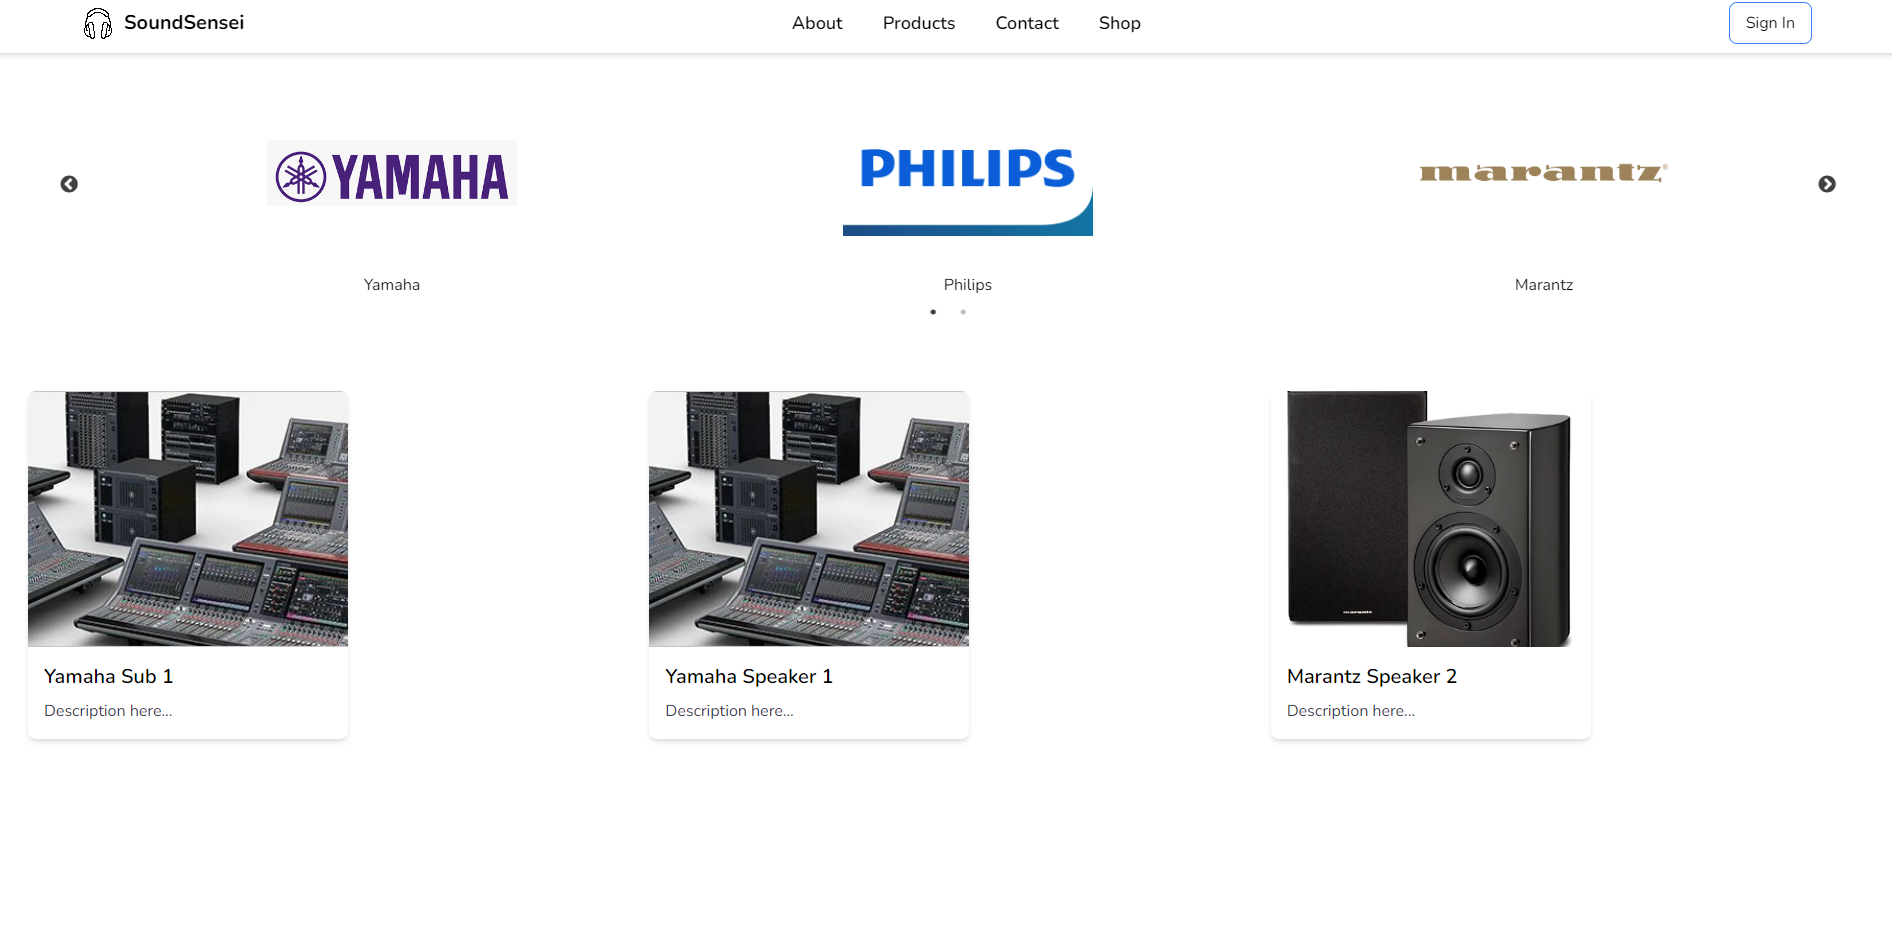 SoundSensei
About
Products
Contact
Shop
Sign In
YAMAHA
PHILIPS
marantz®
Yamaha
Philips
Marantz
marantz
Yamaha Sub 1
Description here...
Yamaha Speaker 1
Description here...
Marantz Speaker 2
Description here...